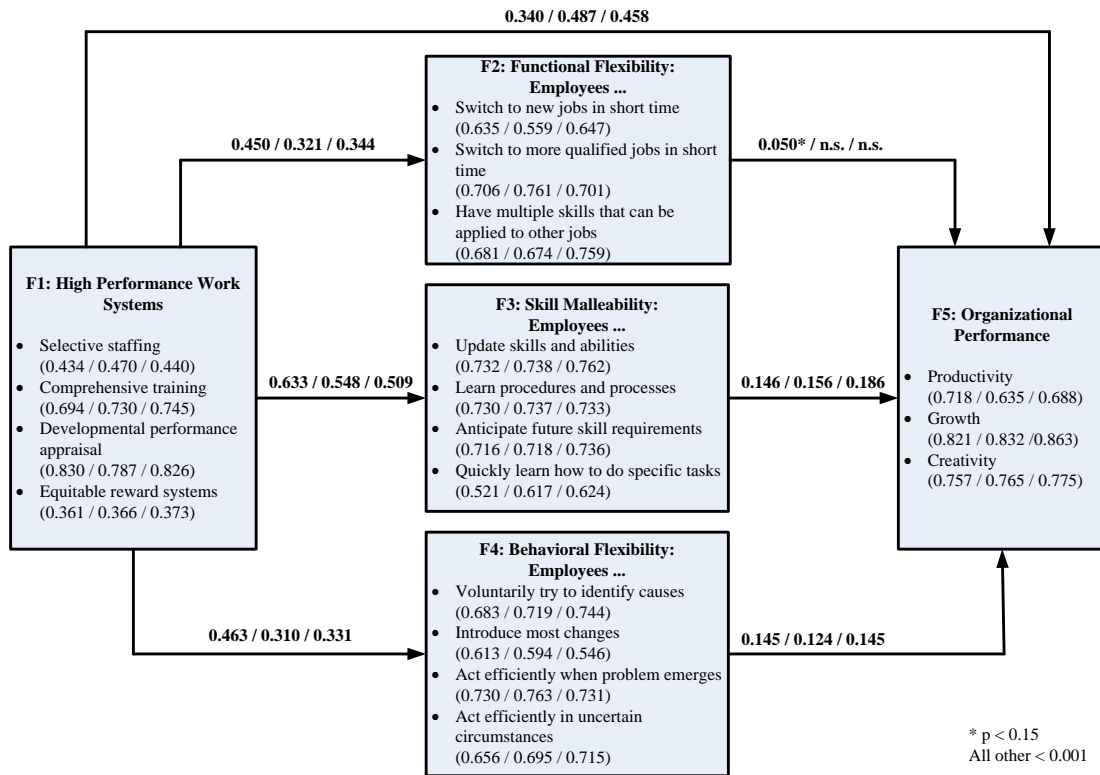 0.340 / 0.487 / 0.458
F2: Functional Flexibility:
Employees ...
• Switch to new jobs in short time
(0.635 / 0.559 / 0.647)
• Switch to more qualified jobs in short
time
(0.706 / 0.761 / 0.701)
• Have multiple skills that can be
applied to other jobs
(0.681 / 0.674 / 0.759)
0.450 / 0.321 / 0.344
0.050* / n.s. / n.s.
F1: High Performance Work
Systems
• Selective staffing
(0.434 / 0.470 / 0.440)
• Comprehensive training
(0.694 / 0.730 / 0.745)
• Developmental performance
appraisal
(0.830 / 0.787 / 0.826)
• Equitable reward systems
(0.361 / 0.366 / 0.373)
0.633 / 0.548 / 0.509
F3: Skill Malleability:
Employees ...
• Update skills and abilities
(0.732 / 0.738 / 0.762)
• Learn procedures and processes
(0.730 / 0.737 / 0.733)
• Anticipate future skill requirements
(0.716 / 0.718 / 0.736)
• Quickly learn how to do specific tasks
(0.521 / 0.617 / 0.624)
0.146 / 0.156 / 0.186
F5: Organizational
Performance
• Productivity
(0.718 / 0.635 / 0.688)
• Growth
(0.821 / 0.832 /0.863)
• Creativity
(0.757 / 0.765 / 0.775)
0.463 / 0.310 / 0.331
F4: Behavioral Flexibility:
Employees ...
• Voluntarily try to identify causes
(0.683 / 0.719 / 0.744)
• Introduce most changes
(0.613 / 0.594 / 0.546)
• Act efficiently when problem emerges
(0.730 / 0.763 / 0.731)
• Act efficiently in uncertain
circumstances
(0.656 / 0.695 / 0.715)
0.145 / 0.124 / 0.145
* p < 0.15
All other < 0.001